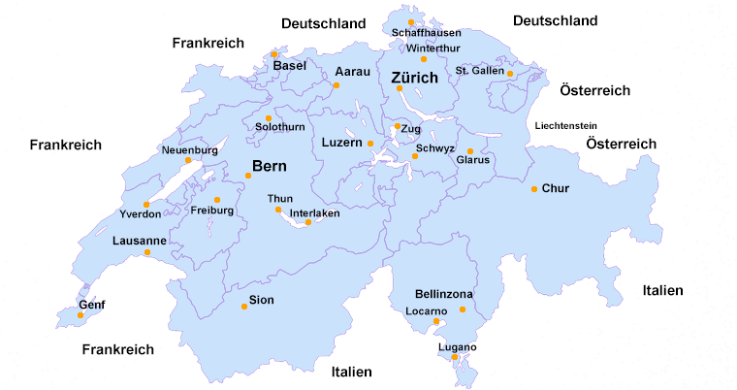 Deutschland
Deutschland
Schaffhausen
Frankreich
Winterthur
Basel
Aarau
Zürich
St. Gallen
Österreich
Solothurn
Zug
Liechtenstein
Frankreich
Luzern
Österreich
Neuenburg
Schwyz
Glarus
Bern
Chur
Thun
Freiburg
Interlaken
Yverdon
Lausanne
Italien
Bellinzona
Sion
Genf
Locarno
Frankreich
Lugano
Italien